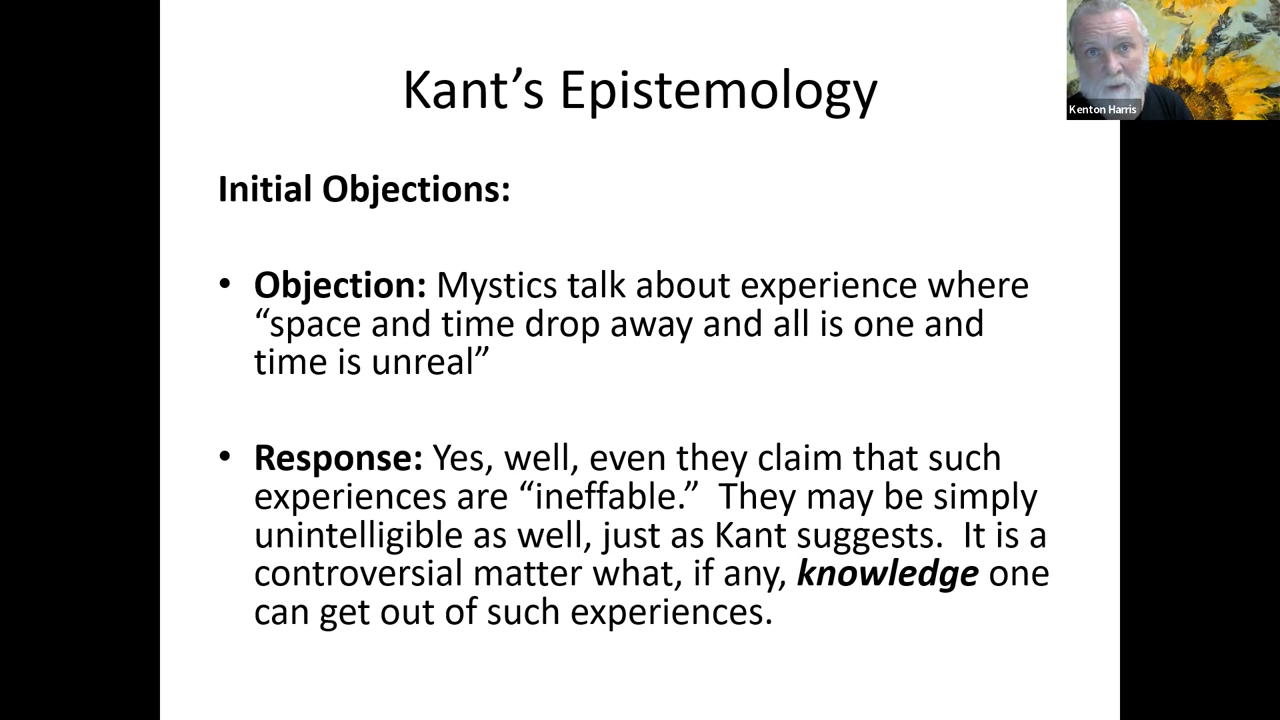 Kant’s Epistemology
Kenton Harris
Initial Objections:
• Objection: Mystics talk about experience where
“space and time drop away and all is one and
time is unreal”
• Response: Yes, well, even they claim that such
experiences are “ineffable.”  They may be simply
unintelligible as well, just as Kant suggests.  It is a
controversial matter what, if any, knowledge one
can get out of such experiences.